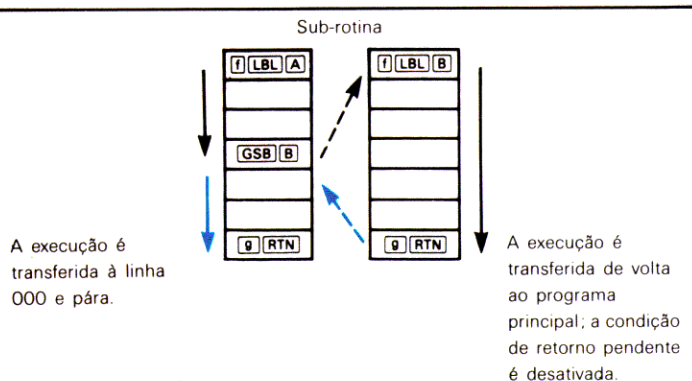 Sub-rotina
f LBL A
f LBL B
GSB B
g RTN
g RTN
A execução é
transferida à linha
000 e pára.
A execução é
transferida de volta
ao programa
principal; a condição
de retorno pendente
é desativada.